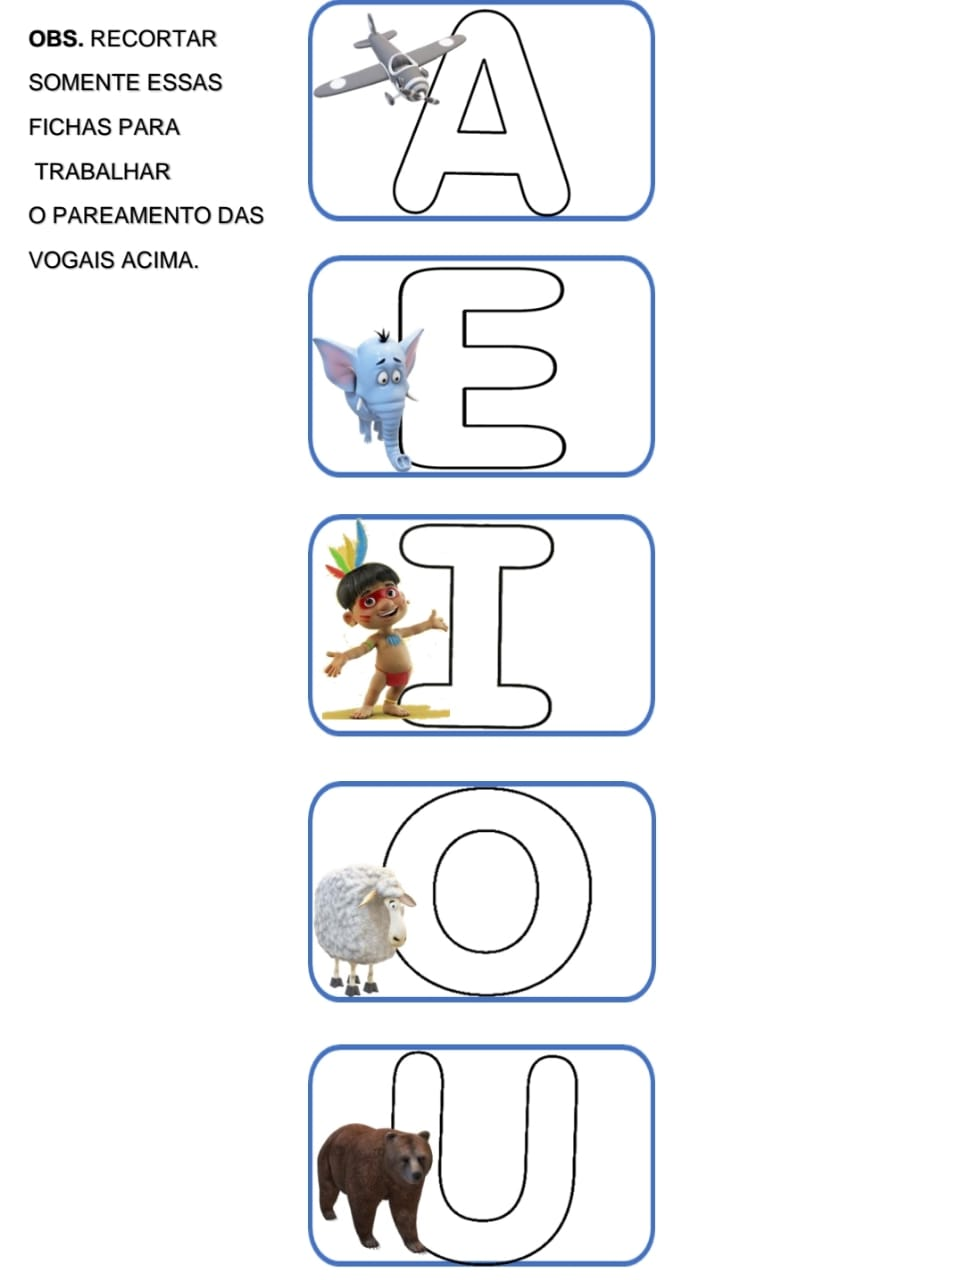 OBS. RECORTAR
SOMENTE ESSAS
FICHAS PARA
TRABALHAR
O PAREAMENTO DAS
VOGAIS ACIMA.
A
E
I
O
U